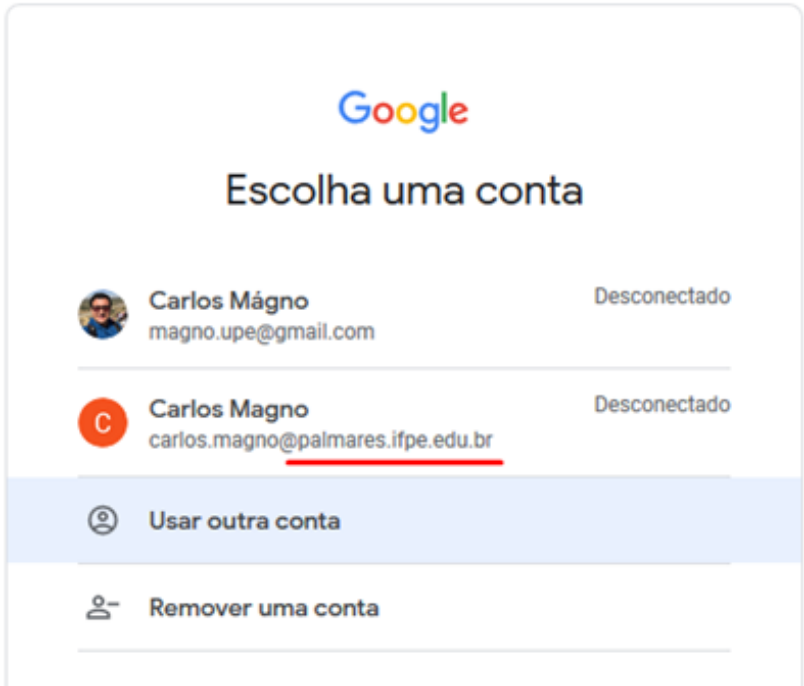 Google
Escolha uma conta
Carlos Mágno
Desconectado
magno.upe@gmail.com
C
Carlos Magno
Desconectado
carlos.magno@palmares.ifpe.edu.br
Usar outra conta
Remover uma conta